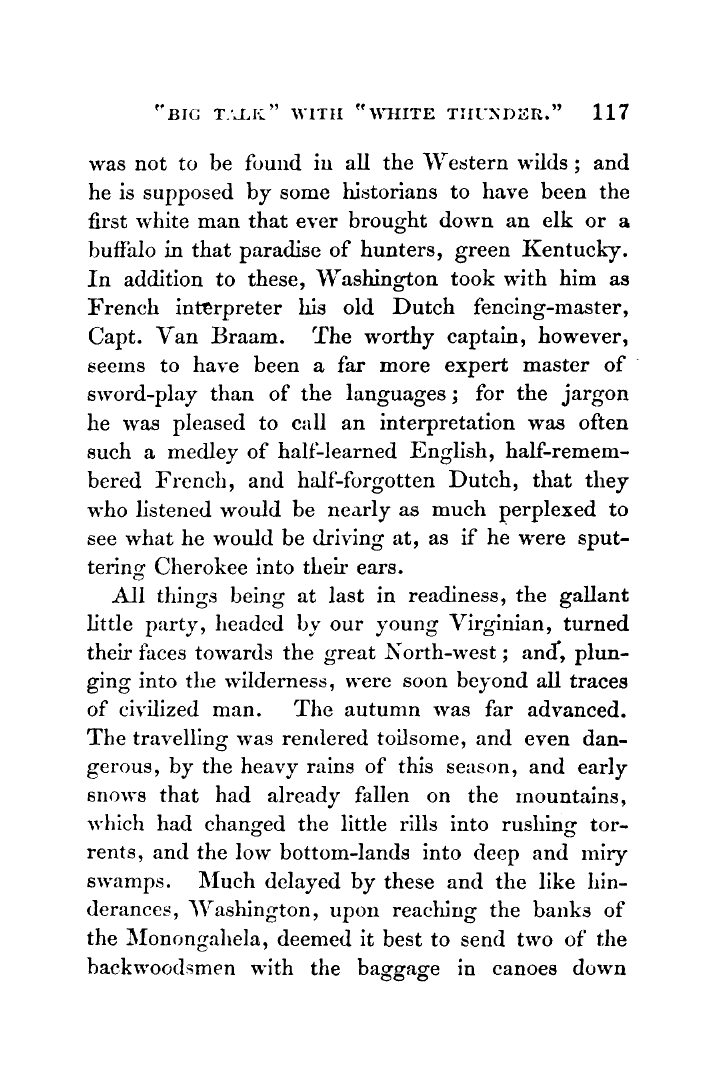 "BIG TALK" WITH "WHITE THUNDER." 117
was not to be found in all the Western wilds; and
he is supposed by some historians to have been the
first white man that ever brought down an elk or a
buffalo in that paradise of hunters, green Kentucky.
In addition to these, Washington took with him as
French interpreter his old Dutch fencing-master,
Capt. Van Braam. The worthy captain, however,
seems to have been a far more expert master of
sword-play than of the languages; for the jargon
he was pleased to call an interpretation was often
such a medley of half-learned English, half-remem-
bered French, and half-forgotten Dutch, that they
who listened would be nearly as much perplexed to
see what he would be driving at, as if he were sput-
tering Cherokee into their ears.
All things being at last in readiness, the gallant
little party, headed by our young Virginian, turned
their faces towards the great North-west; and, plun-
ging into the wilderness, were soon beyond all traces
of civilized man. The autumn was far advanced.
The travelling was rendered toilsome, and even dan-
gerous, by the heavy rains of this season, and early
snows that had already fallen on the mountains,
which had changed the little rills into rushing tor-
rents, and the low bottom-lands into deep and miry
swamps. Much delayed by these and the like hin-
derances, Washington, upon reaching the banks of
the Monongahela, deemed it best to send two of the
backwoodsmen with the baggage in canoes down